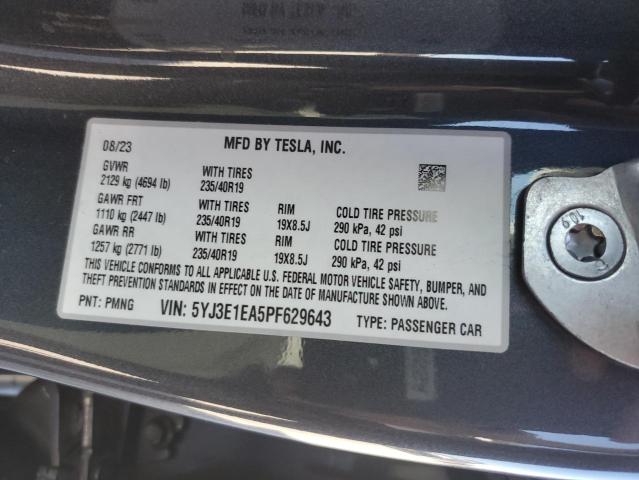 08/23 MFD BY TESLA, INC.
GVWR WITH TIRES
2129 kg (4694 lb) 235/40R19
GAWR FRT WITH TIRES RIM COLD TIRE PRESSURE
1110 kg (2447 lb) 235/40R19 19X8.5J 290 kPa, 42 psi
GAWR RR WITH TIRES RIM COLD TIRE PRESSURE
1257 kg (2771 lb) 235/40R19 19X8.5J 290 kPa, 42 psi
THIS VEHICLE CONFORMS TO ALL APPLICABLE U.S. FEDERAL MOTOR VEHICLE SAFETY, BUMPER, AND
THEFT PREVENTION STANDARDS IN EFFECT ON THE DATE OF MANUFACTURE SHOWN ABOVE.
PNT: PMNG VIN: 5YJ3E1EA5PF629643 TYPE: PASSENGER CAR
10.9